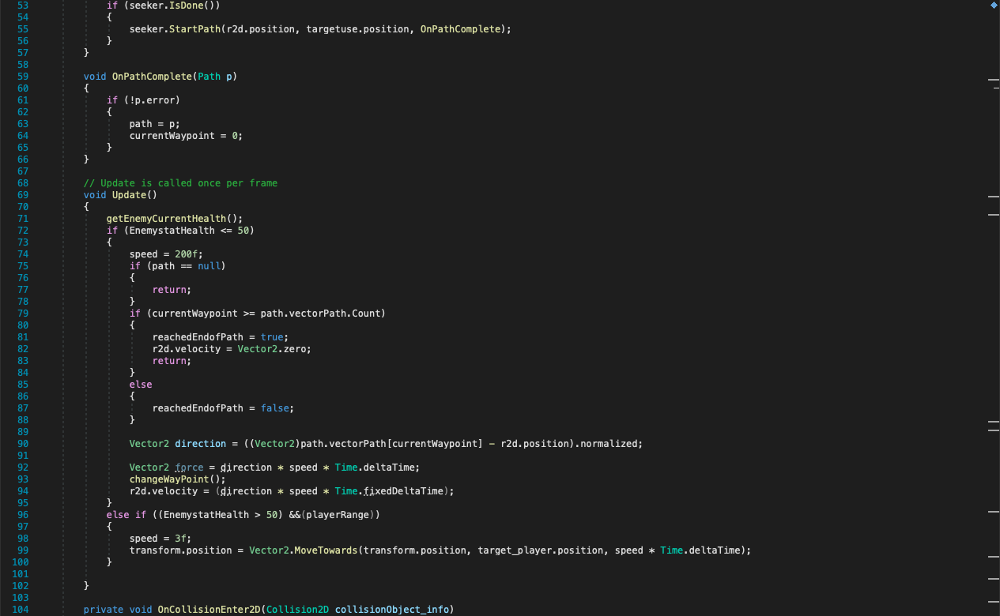 53 if (seeker.IsDone())
54 {
55 seeker.StartPath(r2d.position, targetuse.position, OnPathComplete);
56 }
57 }
58
59 void OnPathComplete(Path p)
60 {
61 if (!p.error)
62 {
63 path = p;
64 currentWaypoint = 0;
65 }
66 }
67
68 // Update is called once per frame
69 void Update()
70 {
71 getEnemyCurrentHealth();
72 if (EnemystatHealth <= 50)
73 {
74 speed = 200f;
75 if (path == null)
76 {
77 return;
78 }
79 if (currentWaypoint >= path.vectorPath.Count)
80 {
81 reachedEndofPath = true;
82 r2d.velocity = Vector2.zero;
83 return;
84 }
85 else
86 {
87 reachedEndofPath = false;
88 }
89
90 Vector2 direction = ((Vector2)path.vectorPath[currentWaypoint] - r2d.position).normalized;
91
92 Vector2 force = direction * speed * Time.deltaTime;
93 changeWayPoint();
94 r2d.velocity = (direction * speed * Time.fixedDeltaTime);
95 }
96 else if ((EnemystatHealth > 50) &&(playerRange))
97 {
98 speed = 3f;
99 transform.position = Vector2.MoveTowards(transform.position, target_player.position, speed * Time.deltaTime);
100 }
101
102 }
103
104 private void OnCollisionEnter2D(Collision2D collisionObject_info)